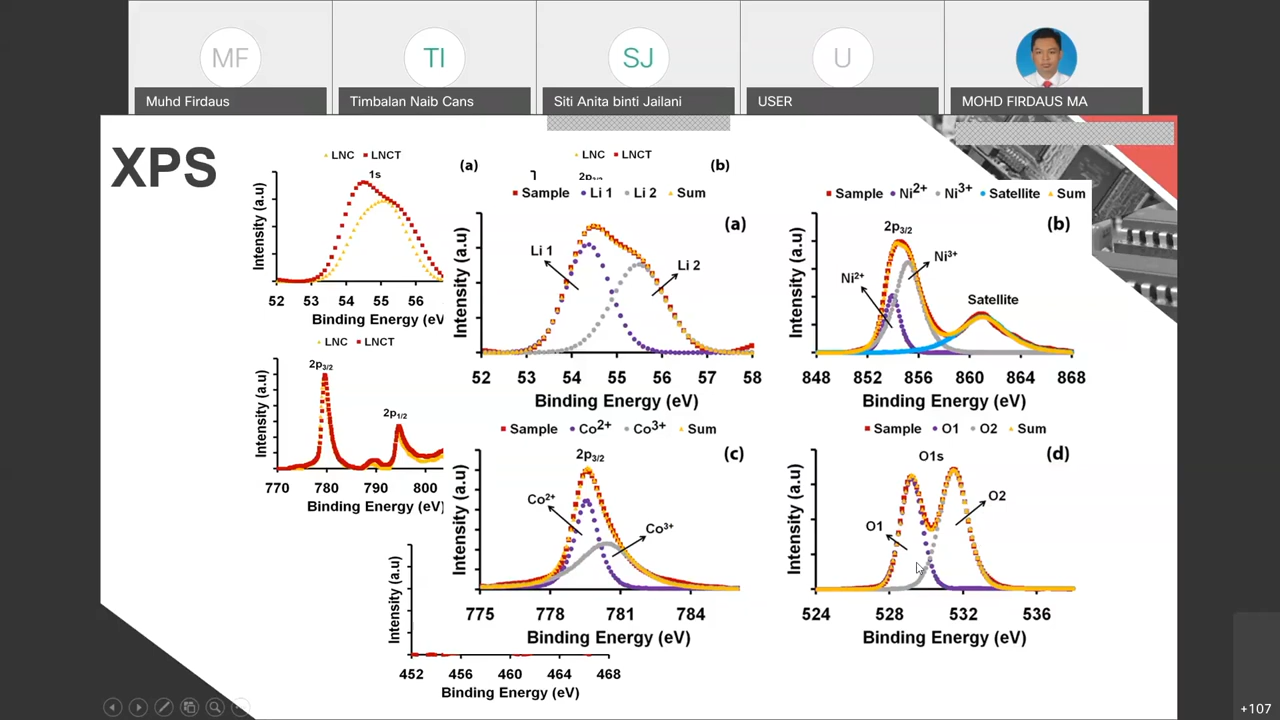 MF
TI
SJ
U
Muhd Firdaus
Timbalan Naib Cans
Siti Anita binti Jailani
USER
MOHD FIRDAUS MA
XPS
LNC LNCT
(a)
1s
Intensity (a.u)
52 53 54 55 56
Binding Energy (eV
LNC LNCT
(b)
2p3/2
Sample Li 1 Li 2 Sum
(a)
Li 1
Li 2
Intensity (a.u)
52 53 54 55 56 57 58
Binding Energy (eV)
Sample Ni2+ Ni3+ Satellite Sum
(b)
2p3/2
Ni2+
Ni3+
Satellite
Intensity (a.u)
848 852 856 860 864 868
Binding Energy (eV)
LNC LNCT
2p3/2
2p1/2
Intensity (a.u)
770 780 790 800
Binding Energy (eV
Sample Co2+ Co3+ Sum
(c)
2p3/2
Co2+
Co3+
Intensity (a.u)
775 778 781 784
Binding Energy (eV)
Sample O1 O2 Sum
(d)
O1s
O1
O2
Intensity (a.u)
524 528 532 536
Binding Energy (eV)
Intensity (a.u)
452 456 460 464 468
Binding Energy (eV)
+107